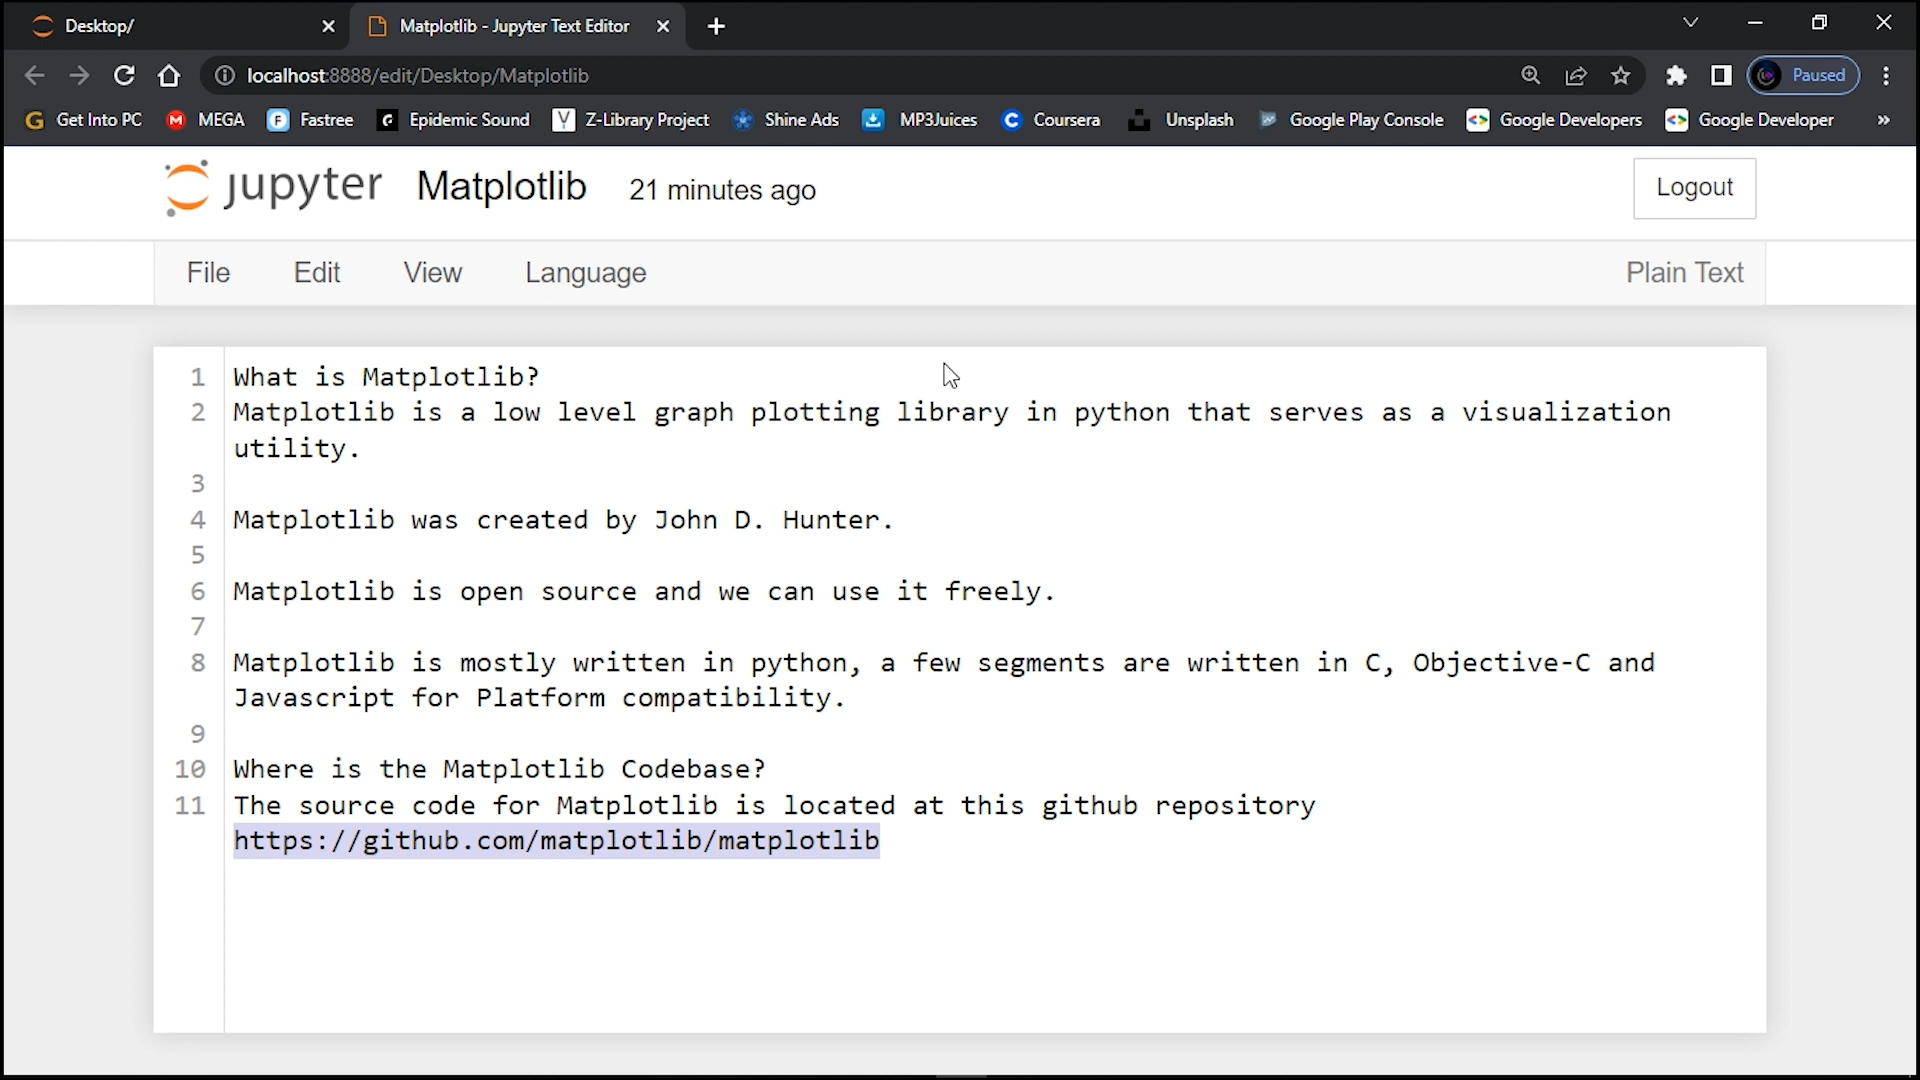 Desktop/
Matplotlib - Jupyter Text Editor
localhost:8888/edit/Desktop/Matplotlib
Paused
Get Into PC
MEGA
Fastree
Epidemic Sound
Z-Library Project
Shine Ads
MP3Juices
Coursera
Unsplash
Google Play Console
Google Developers
Google Developer
»
jupyter Matplotlib 21 minutes ago
Logout
File Edit View Language
Plain Text
1 What is Matplotlib?
2 Matplotlib is a low level graph plotting library in python that serves as a visualization
utility.
3
4 Matplotlib was created by John D. Hunter.
5
6 Matplotlib is open source and we can use it freely.
7
8 Matplotlib is mostly written in python, a few segments are written in C, Objective-C and
Javascript for Platform compatibility.
9
10 Where is the Matplotlib Codebase?
11 The source code for Matplotlib is located at this github repository
https://github.com/matplotlib/matplotlib